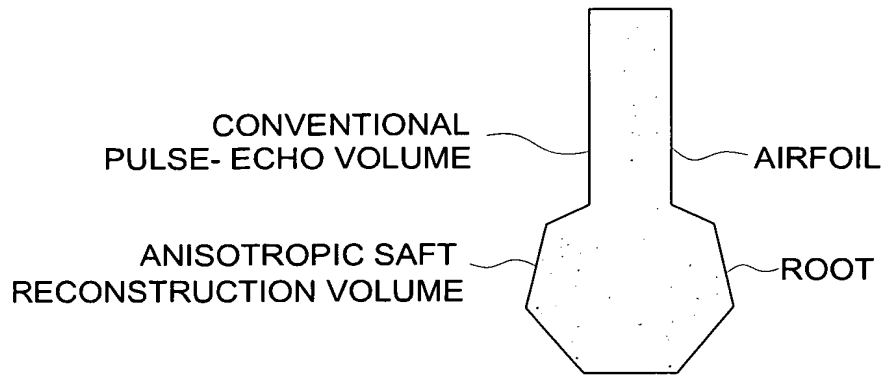 CONVENTIONAL
PULSE- ECHO VOLUME
AIRFOIL
ANISOTROPIC SAFT
RECONSTRUCTION VOLUME
ROOT